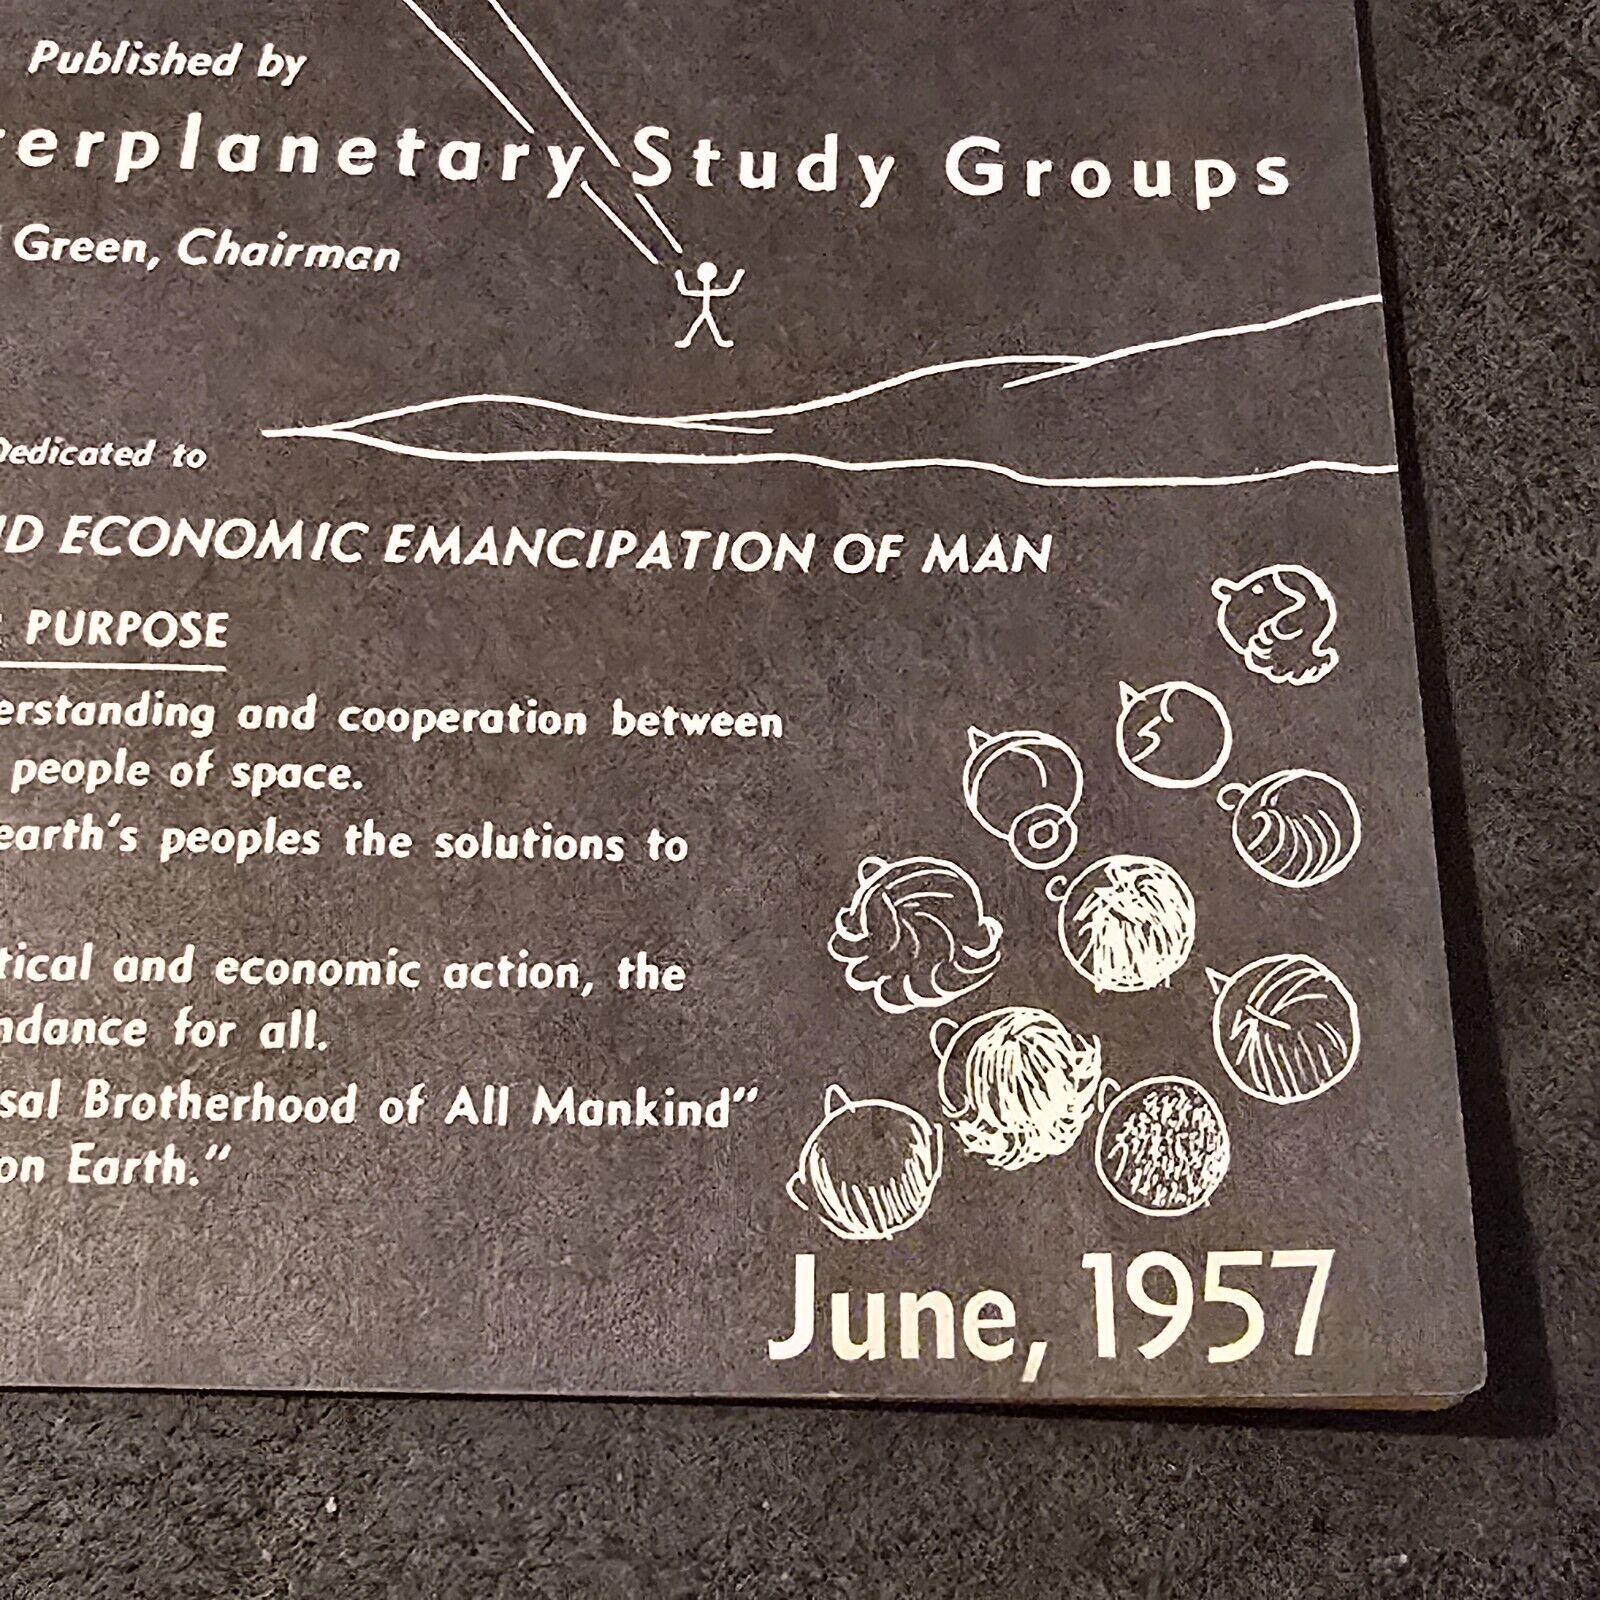 Published by
erplanetary Study Groups
Green, Chairman
Dedicated to
ND ECONOMIC EMANCIPATION OF MAN
PURPOSE
erstanding and cooperation between
people of space.
earth's peoples the solutions to
tical and economic action, the
ndance for all.
sal Brotherhood of All Mankind"
on Earth."
June, 1957